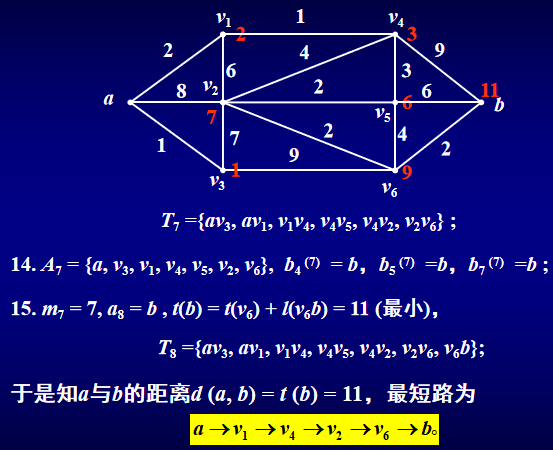 v1 1 v4
2 3
2 4 9
6 3
a 8 v2 2 6 11
7 v5 6 b
1 7 2 4 2
9
v3 1 9
v6
T7 ={av3, av1, v1v4, v4v5, v4v2, v2v6} ;
14. A7 = {a, v3, v1, v4, v5, v2, v6}, b4 (7) = b，b5 (7) =b，b7 (7) =b ;
15. m7 = 7, a8 = b , t(b) = t(v6) + l(v6b) = 11 (最小)，
T8 ={av3, av1, v1v4, v4v5, v4v2, v2v6, v6b};
于是知a与b的距离d (a, b) = t (b) = 11，最短路为
a → v1 → v4 → v2 → v6 → b。